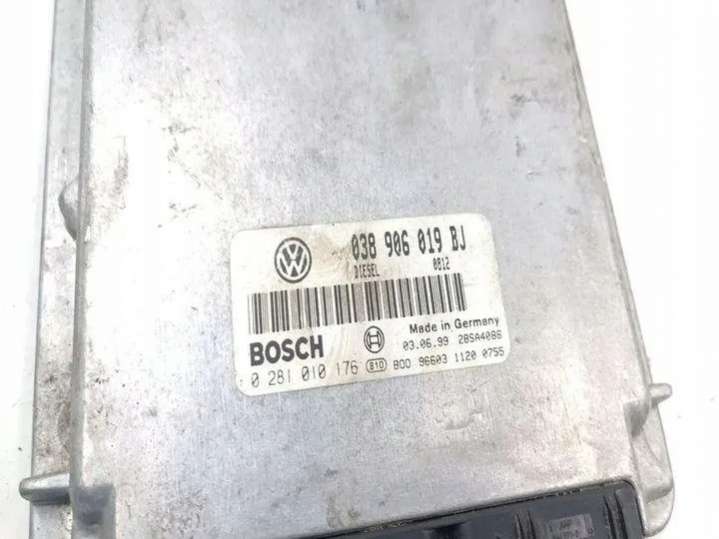 038 906 019 BJ
DIESEL 0812
Made in Germany
BOSCH 03.06.99 28SA4086
0 281 010 176 810 800 96603 1120 0755